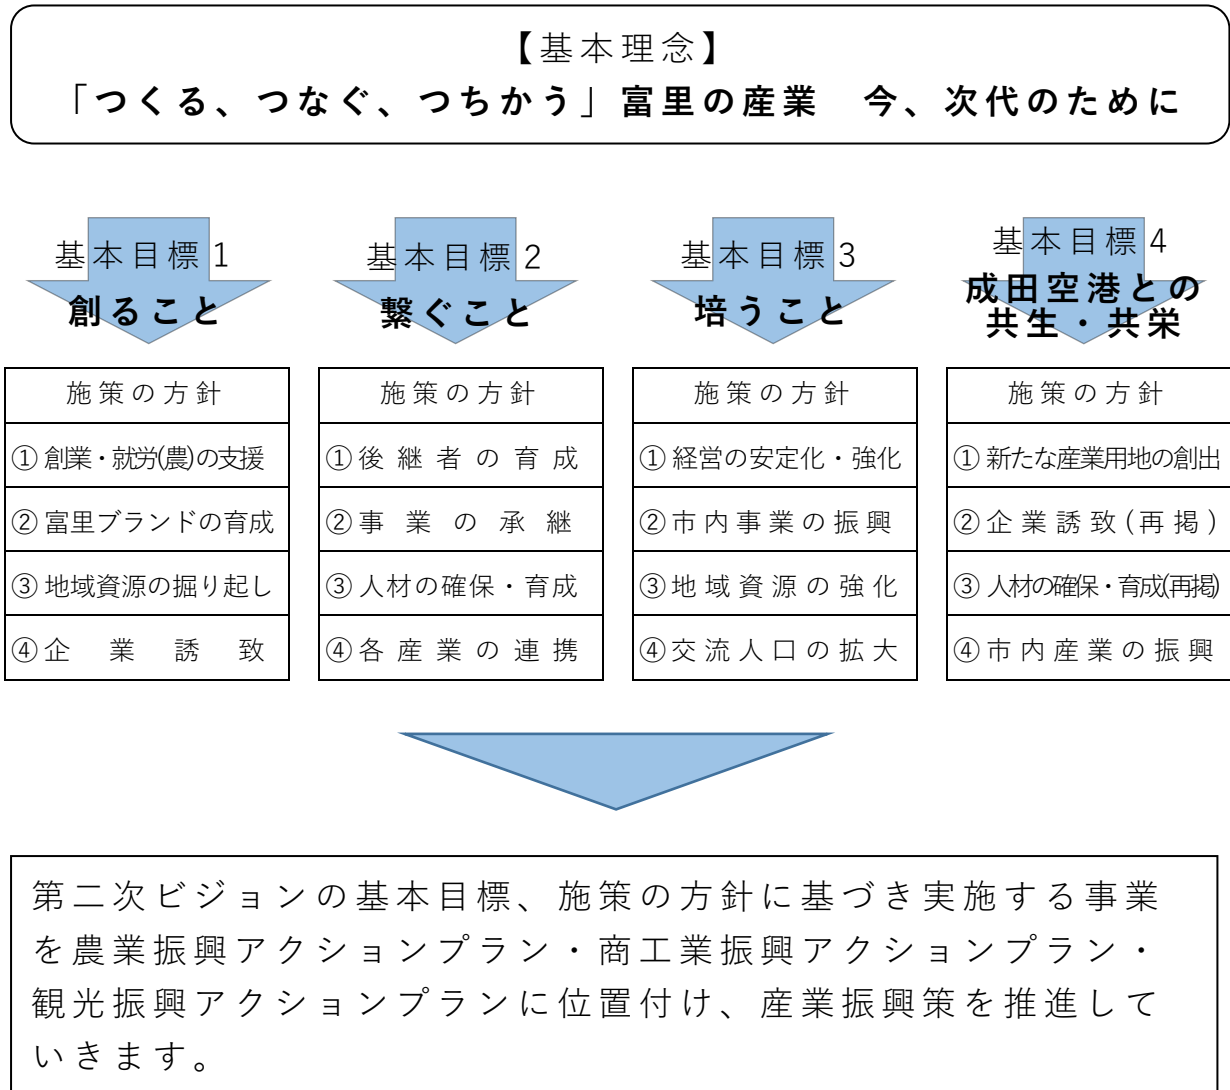 【基本理念】
「つくる、つなぐ、つちかう」富里の産業　今、次代のために
基本目標1
創ること
施策の方針
①創業・就労(農)の支援
②富里ブランドの育成
③地域資源の掘り起し
④企業誘致
基本目標2
繋ぐこと
施策の方針
①後継者の育成
②事業の承継
③人材の確保・育成
④各産業の連携
基本目標3
培うこと
施策の方針
①経営の安定化・強化
②市内事業の振興
③地域資源の強化
④交流人口の拡大
基本目標4
成田空港との
共生・共栄
施策の方針
①新たな産業用地の創出
②企業誘致(再掲)
③人材の確保・育成(再掲)
④市内産業の振興
第二次ビジョンの基本目標、施策の方針に基づき実施する事業
を農業振興アクションプラン・商工業振興アクションプラン・
観光振興アクションプランに位置付け、産業振興策を推進して
いきます。